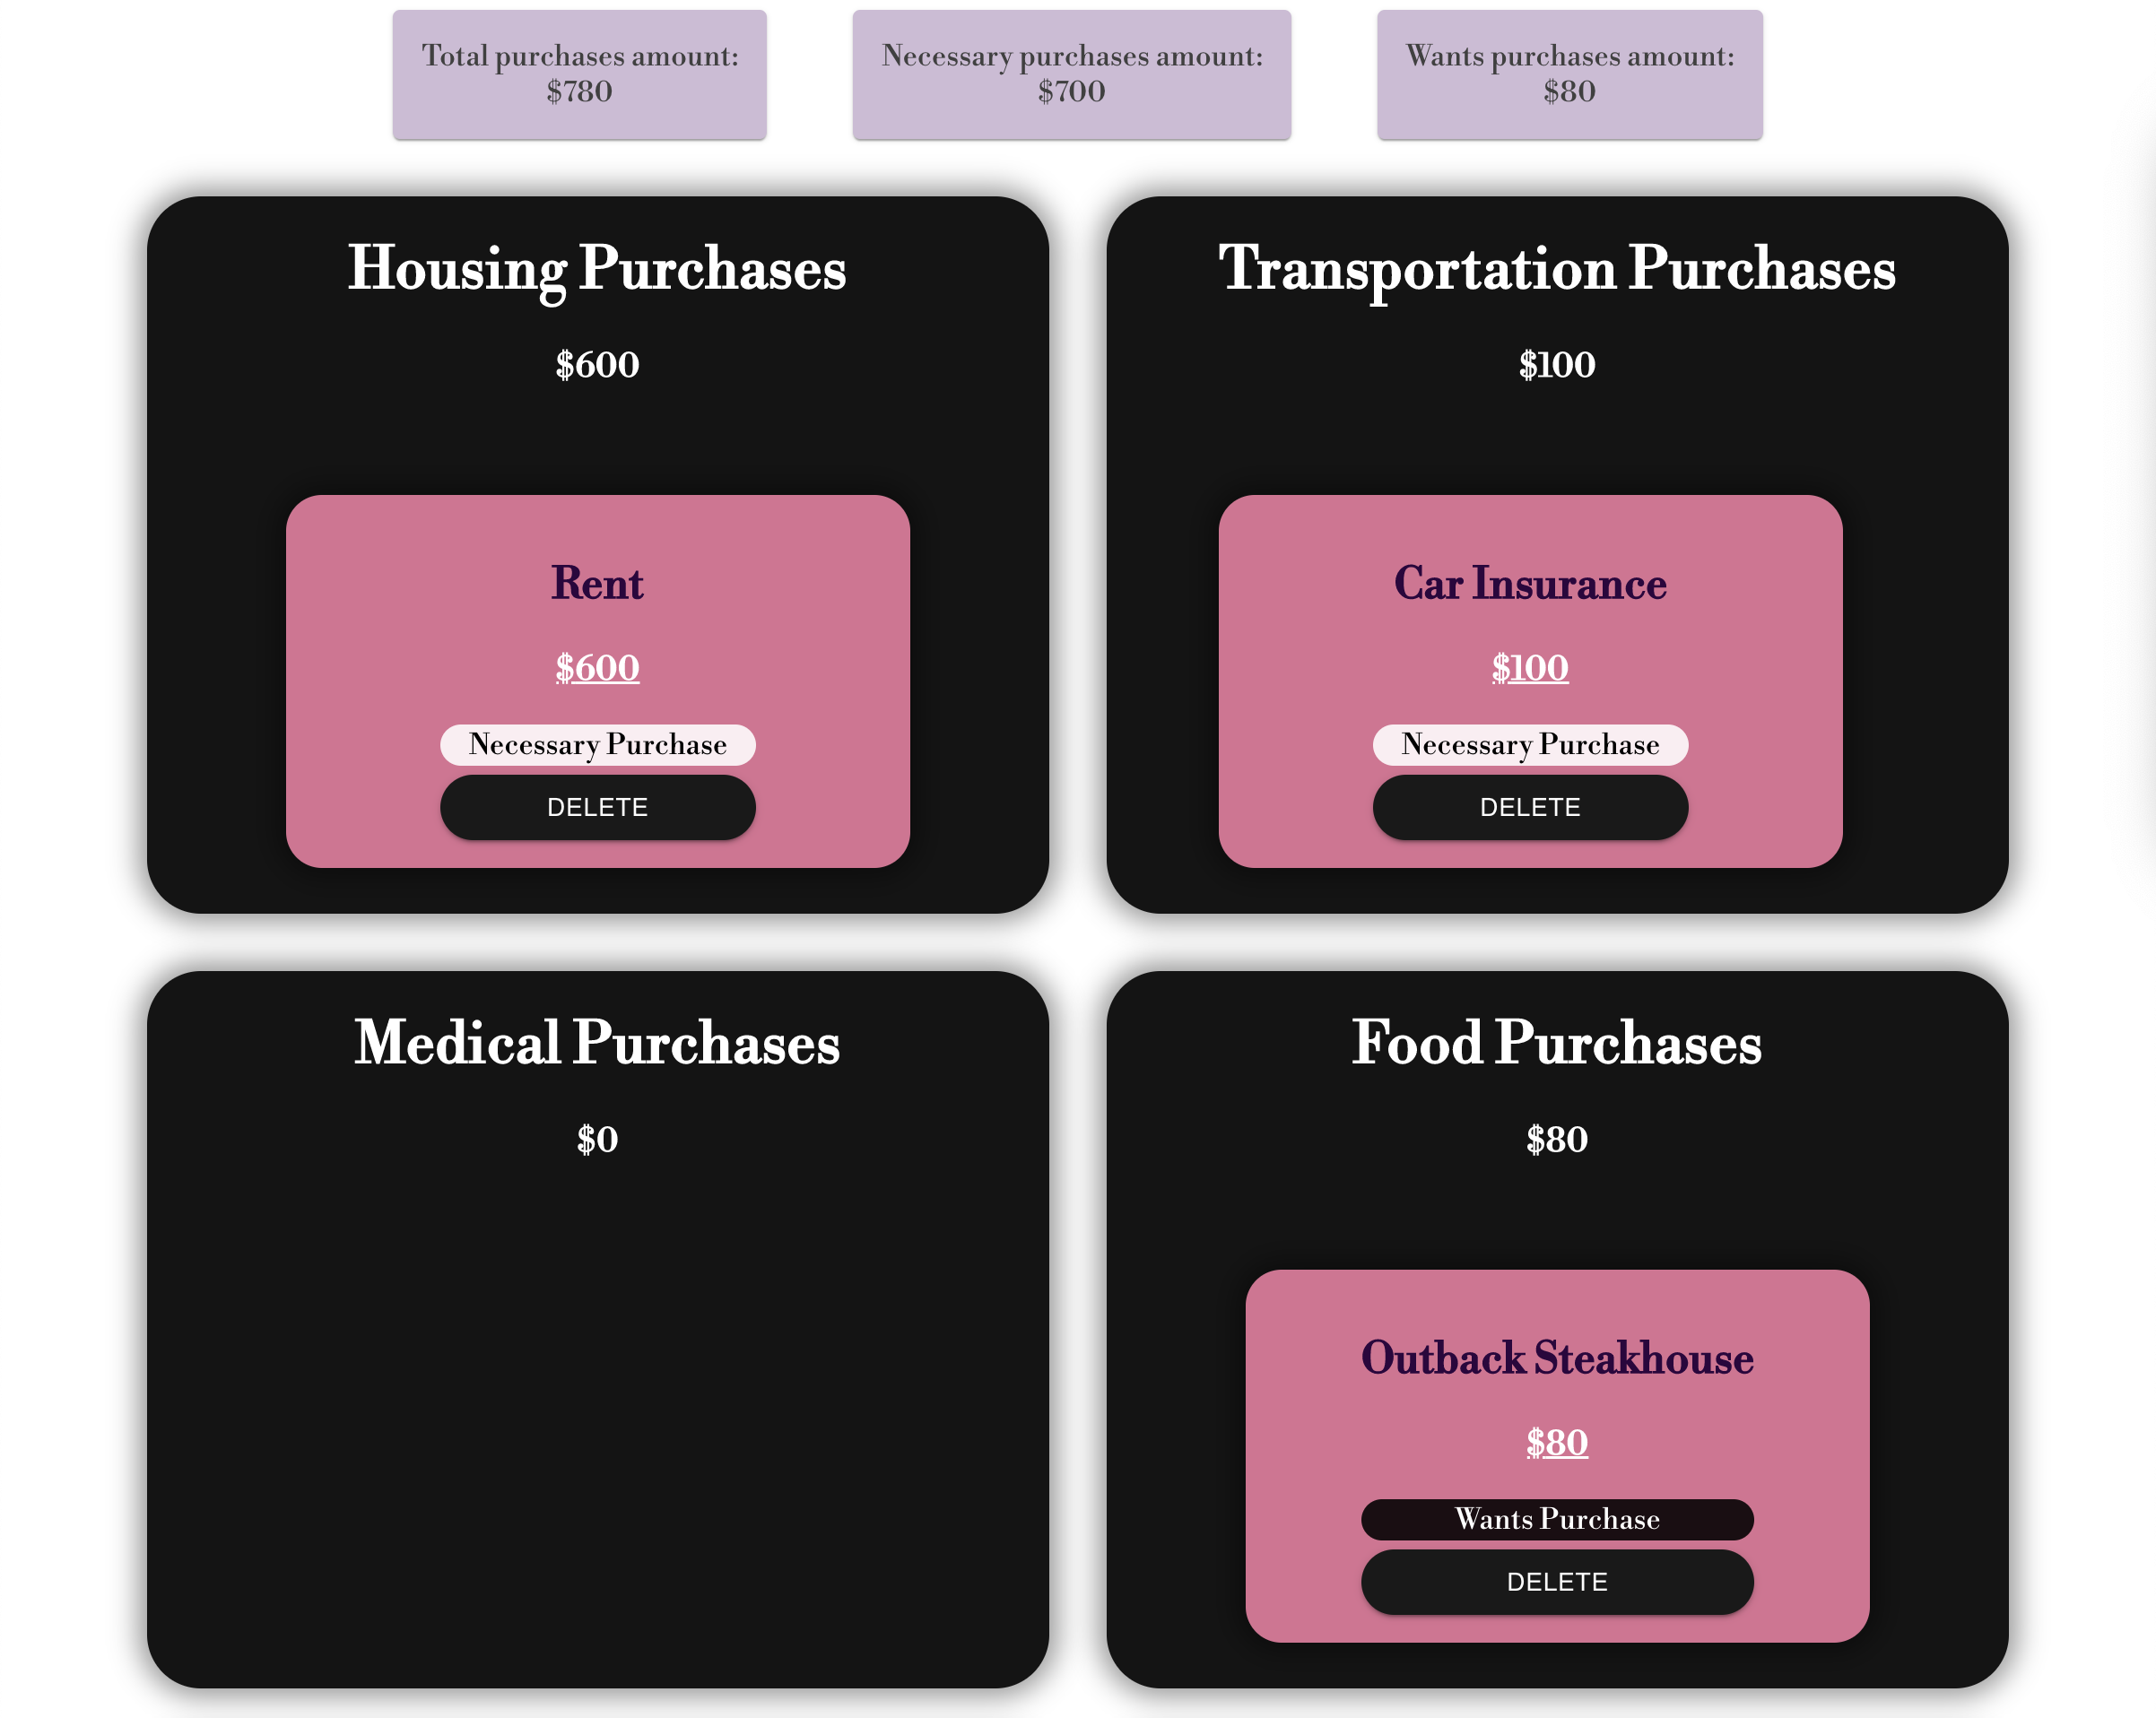 Total purchases amount:
$780
Necessary purchases amount:
$700
Wants purchases amount:
$80
Housing Purchases
$600
Rent
$600
Necessary Purchase
DELETE
Transportation Purchases
$100
Car Insurance
$100
Necessary Purchase
DELETE
Medical Purchases
$0
Food Purchases
$80
Outback Steakhouse
$80
Wants Purchase
DELETE